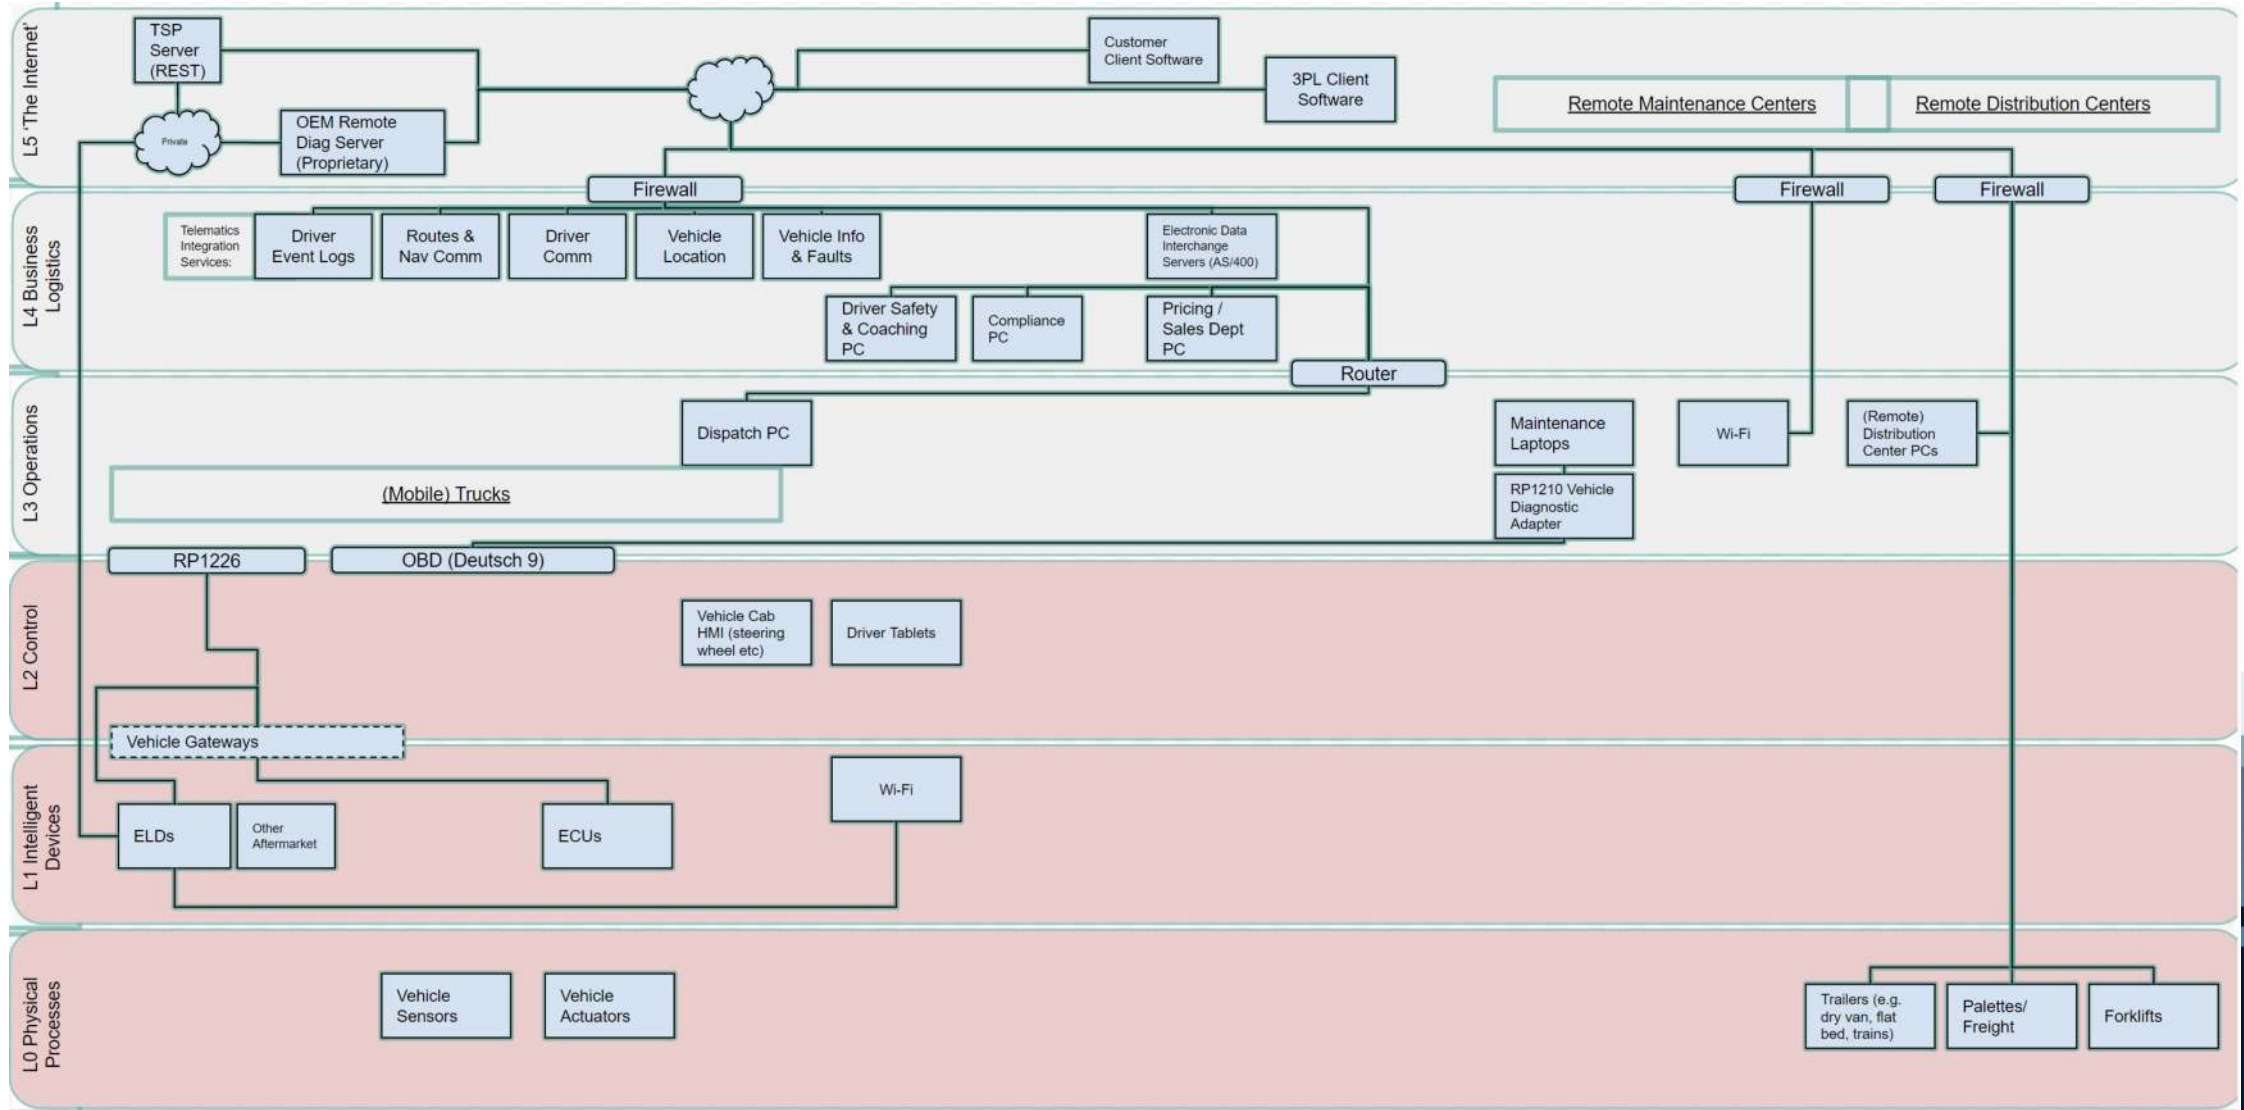 L5 'The Internet'
TSP
Server
(REST)
Private
OEM Remote
Diag Server
(Proprietary)
Customer
Client Software
3PL Client
Software
Remote Maintenance Centers
Remote Distribution Centers
Firewall
Firewall
Firewall
L4 Business
Logistics
Telematics
Integration
Services:
Driver
Event Logs
Routes &
Nav Comm
Driver
Comm
Vehicle
Location
Vehicle Info
& Faults
Electronic Data
Interchange
Servers (AS/400)
Driver Safety
& Coaching
PC
Compliance
PC
Pricing /
Sales Dept
PC
Router
L3 Operations
Dispatch PC
Maintenance
Laptops
Wi-Fi
(Remote)
Distribution
Center PCs
(Mobile) Trucks
RP1210 Vehicle
Diagnostic
Adapter
RP1226
OBD (Deutsch 9)
L2 Control
Vehicle Cab
HMI (steering
wheel etc)
Driver Tablets
Vehicle Gateways
L1 Intelligent
Devices
Wi-Fi
ELDs
Other
Aftermarket
ECUs
L0 Physical
Processes
Vehicle
Sensors
Vehicle
Actuators
Trailers (e.g.
dry van, flat
bed, trains)
Palettes/
Freight
Forklifts